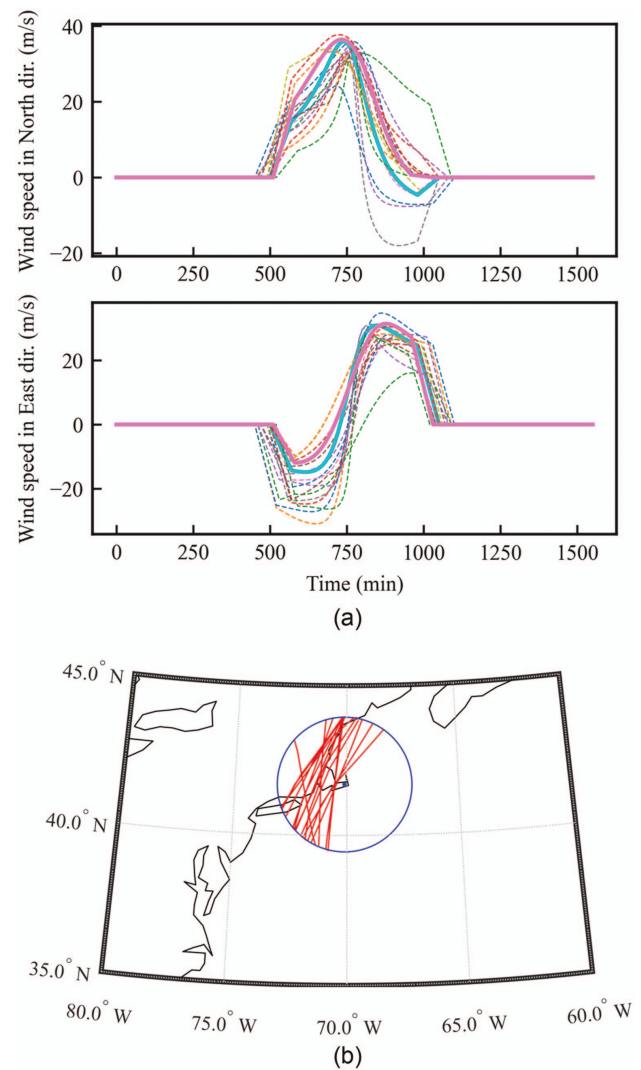 Wind speed in North dir. (m/s)
40
20
0
−20
0 250 500 750 1000 1250 1500
Wind speed in East dir. (m/s)
20
0
−20
0 250 500 750 1000 1250 1500
Time (min)
(a)
45.0° N
40.0° N
35.0° N
80.0° W 75.0° W 70.0° W 65.0° W 60.0° W
(b)